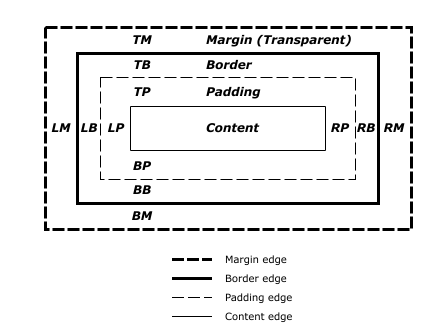 TM Margin (Transparent)
TB Border
TP Padding
LM LB LP Content RP RB RM
BP
BB
BM
Margin edge
Border edge
Padding edge
Content edge